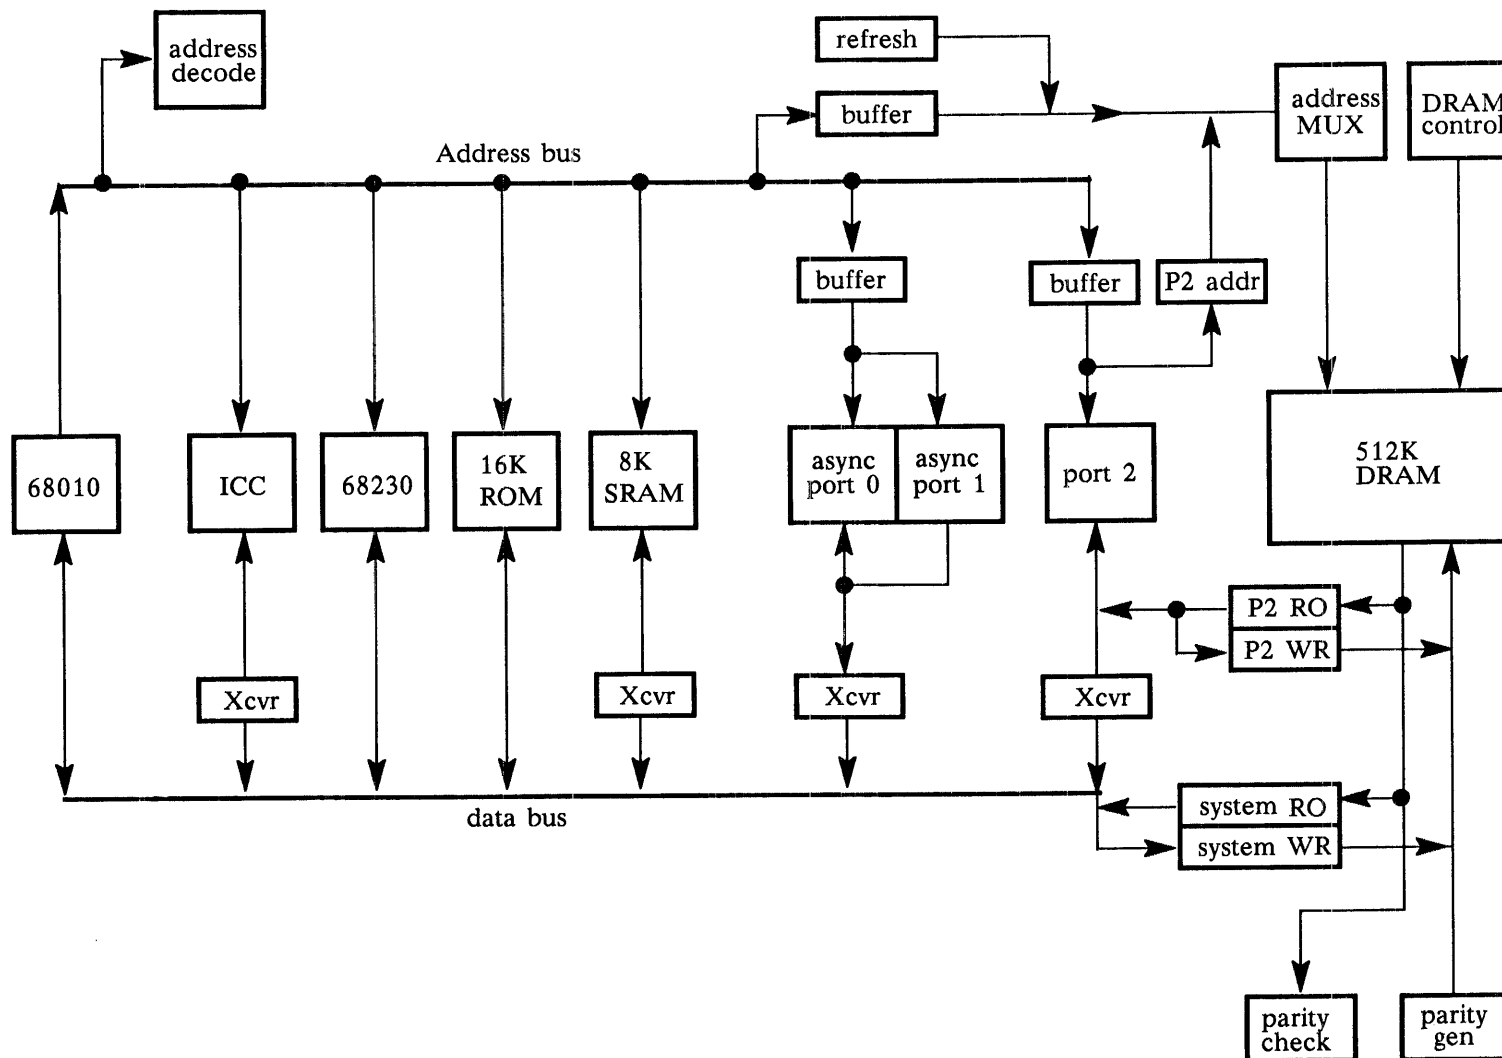 address
decode
refresh
buffer
address
MUX
DRAM
control
Address bus
buffer
buffer
P2 addr
68010
ICC
68230
16K
ROM
8K
SRAM
async
port 0
async
port 1
port 2
512K
DRAM
P2 RO
P2 WR
Xcvr
Xcvr
Xcvr
Xcvr
data bus
system RO
system WR
parity
check
parity
gen